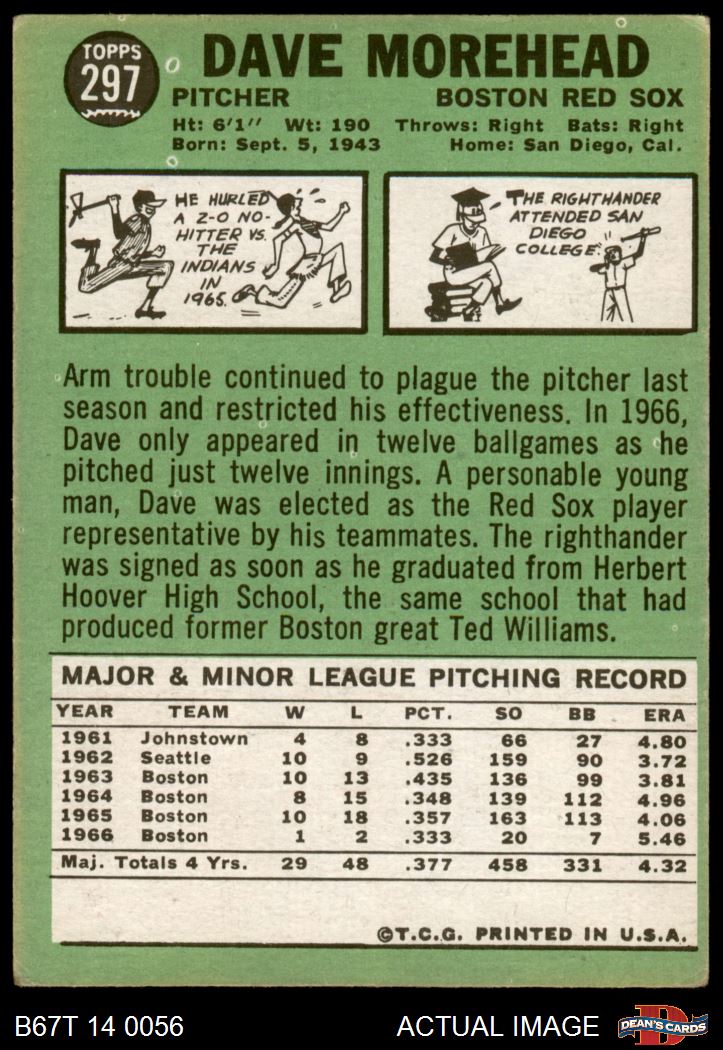 TOPPS
297
DAVE MOREHEAD
PITCHER BOSTON RED SOX
Ht: 6'1'' Wt: 190 Throws: Right Bats: Right
Born: Sept. 5, 1943 Home: San Diego, Cal.
HE HURLED
A 2-0 NO-
HITTER VS.
THE
INDIANS
IN
1965.
THE RIGHTHANDER
ATTENDED SAN
DIEGO
COLLEGE.
Arm trouble continued to plague the pitcher last
season and restricted his effectiveness. In 1966,
Dave only appeared in twelve ballgames as he
pitched just twelve innings. A personable young
man, Dave was elected as the Red Sox player
representative by his teammates. The righthander
was signed as soon as he graduated from Herbert
Hoover High School, the same school that had
produced former Boston great Ted Williams.
MAJOR & MINOR LEAGUE PITCHING RECORD
YEAR TEAM W L PCT. SO BB ERA
1961 Johnstown 4 8 .333 66 27 4.80
1962 Seattle 10 9 .526 159 90 3.72
1963 Boston 10 13 .435 136 99 3.81
1964 Boston 8 15 .348 139 112 4.96
1965 Boston 10 18 .357 163 113 4.06
1966 Boston 1 2 .333 20 7 5.46
Maj. Totals 4 Yrs. 29 48 .377 458 331 4.32
©T.C.G. PRINTED IN U.S.A.
B67T 14 0056 ACTUAL IMAGE
DEAN'S CARDS